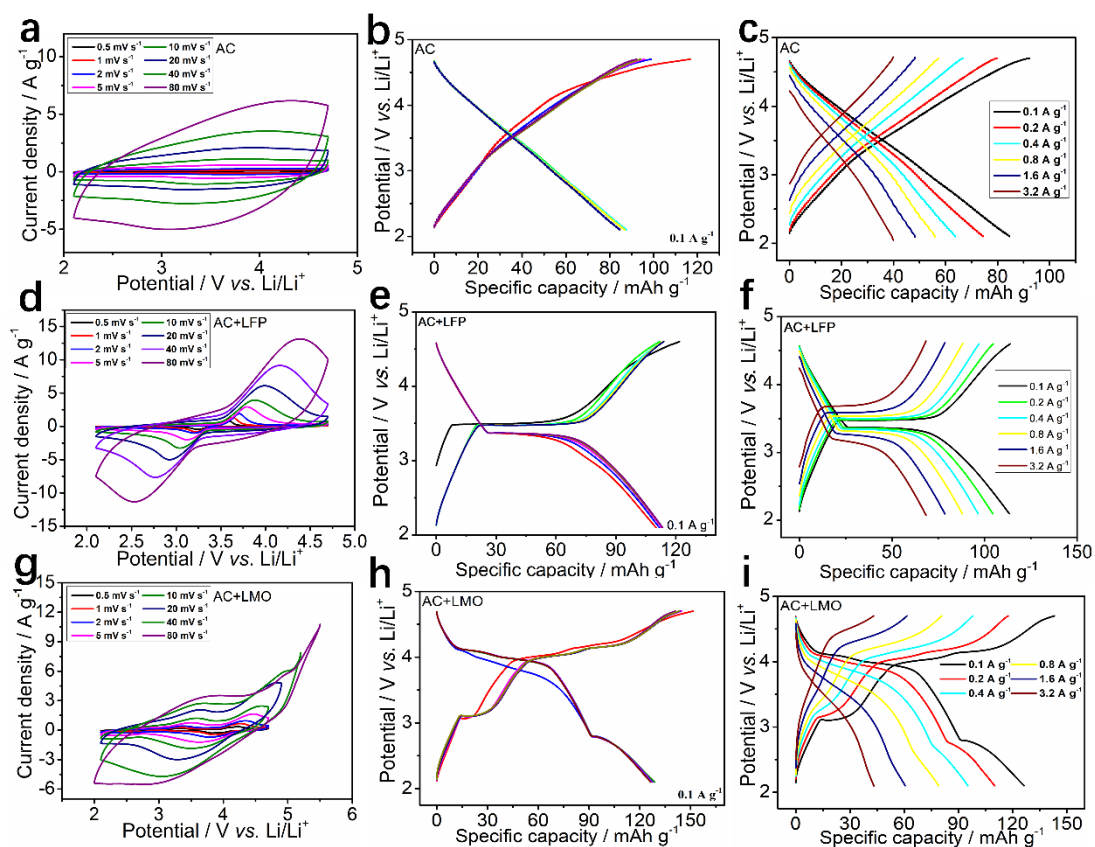 a
AC
0.5 mV s⁻¹ 10 mV s⁻¹
1 mV s⁻¹ 20 mV s⁻¹
2 mV s⁻¹ 40 mV s⁻¹
5 mV s⁻¹ 80 mV s⁻¹
Current density / A g⁻¹
10
5
0
-5
2 3 4 5
Potential / V vs. Li/Li⁺
b
AC
Potential / V vs. Li/Li⁺
5
4
3
2
0.1 A g⁻¹
0 20 40 60 80 100 120
Specific capacity / mAh g⁻¹
c
AC
Potential / V vs. Li/Li⁺
5
4
3
2
0.1 A g⁻¹
0.2 A g⁻¹
0.4 A g⁻¹
0.8 A g⁻¹
1.6 A g⁻¹
3.2 A g⁻¹
0 20 40 60 80 100
Specific capacity / mAh g⁻¹
d
AC+LFP
0.5 mV s⁻¹ 10 mV s⁻¹
1 mV s⁻¹ 20 mV s⁻¹
2 mV s⁻¹ 40 mV s⁻¹
5 mV s⁻¹ 80 mV s⁻¹
Current density / A g⁻¹
15
10
5
0
-5
-10
-15
2.0 2.5 3.0 3.5 4.0 4.5 5.0
Potential / V vs. Li/Li⁺
e
AC+LFP
Potential / V vs. Li/Li⁺
5
4
3
2
0.1 A g⁻¹
0 30 60 90 120
Specific capacity / mAh g⁻¹
f
AC+LFP
Potential / V vs. Li/Li⁺
5
4
3
2
0.1 A g⁻¹
0.2 A g⁻¹
0.4 A g⁻¹
0.8 A g⁻¹
1.6 A g⁻¹
3.2 A g⁻¹
0 25 50 75 100 150
Specific capacity / mAh g⁻¹
g
AC+LMO
0.5 mV s⁻¹ 10 mV s⁻¹
1 mV s⁻¹ 20 mV s⁻¹
2 mV s⁻¹ 40 mV s⁻¹
5 mV s⁻¹ 80 mV s⁻¹
Current density / A g⁻¹
15
12
9
6
3
0
-3
-6
2 3 4 5 6
Potential / V vs. Li/Li⁺
h
AC+LMO
Potential / V vs. Li/Li⁺
5
4
3
2
0.1 A g⁻¹
0 30 60 90 120 150
Specific capacity / mAh g⁻¹
i
AC+LMO
Potential / V vs. Li/Li⁺
5
4
3
2
0.1 A g⁻¹ 0.8 A g⁻¹
0.2 A g⁻¹ 1.6 A g⁻¹
0.4 A g⁻¹ 3.2 A g⁻¹
0 30 60 90 120 150
Specific capacity / mAh g⁻¹